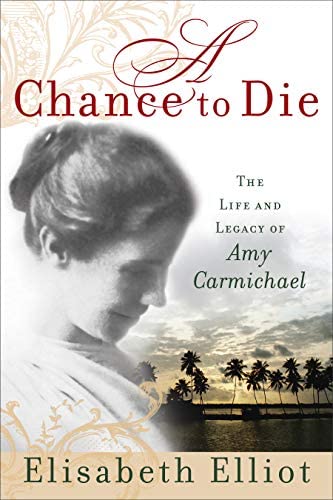 A
Chance to Die
The
Life and
Legacy of
Amy
Carmichael
Elisabeth Elliot